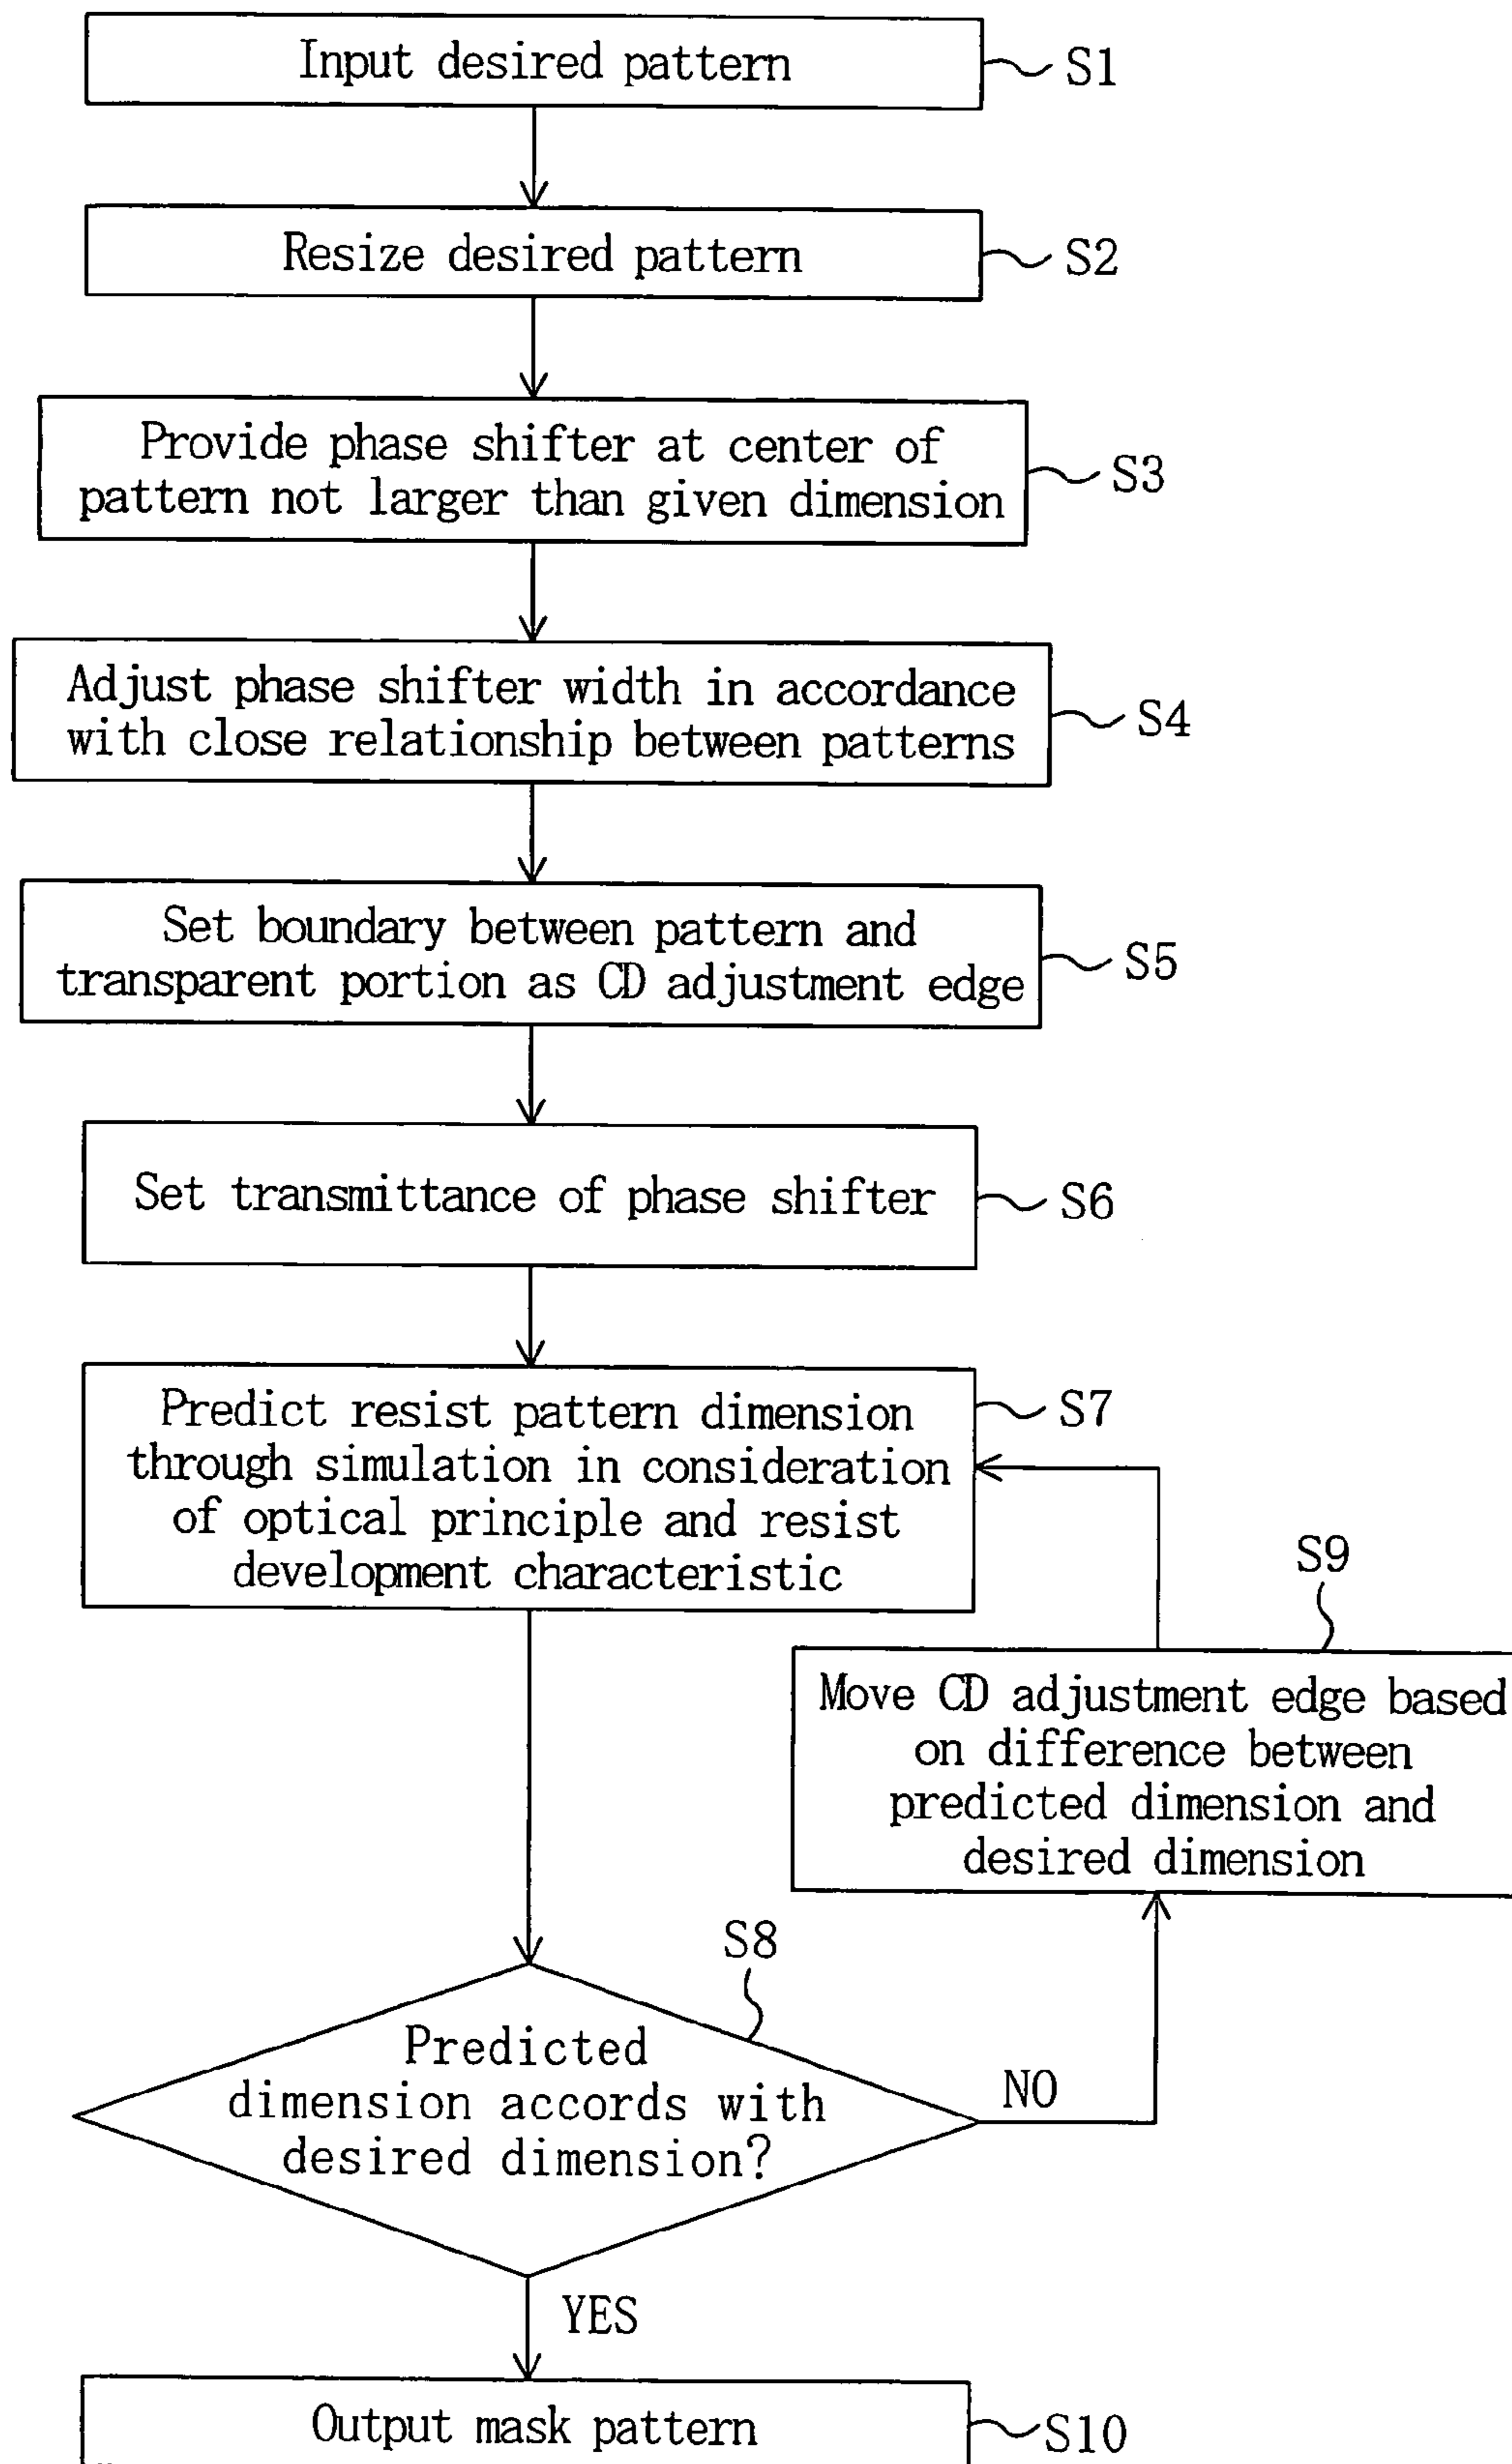 Input desired pattern
S1
Resize desired pattern
S2
Provide phase shifter at center of
pattern not larger than given dimension
S3
Adjust phase shifter width in accordance
with close relationship between patterns
S4
Set boundary between pattern and
transparent portion as CD adjustment edge
S5
Set transmittance of phase shifter
S6
Predict resist pattern dimension
through simulation in consideration
of optical principle and resist
development characteristic
S7
S9
Move CD adjustment edge based
on difference between
predicted dimension and
desired dimension
S8
Predicted
dimension accords with
desired dimension?
NO
YES
Output mask pattern
S10